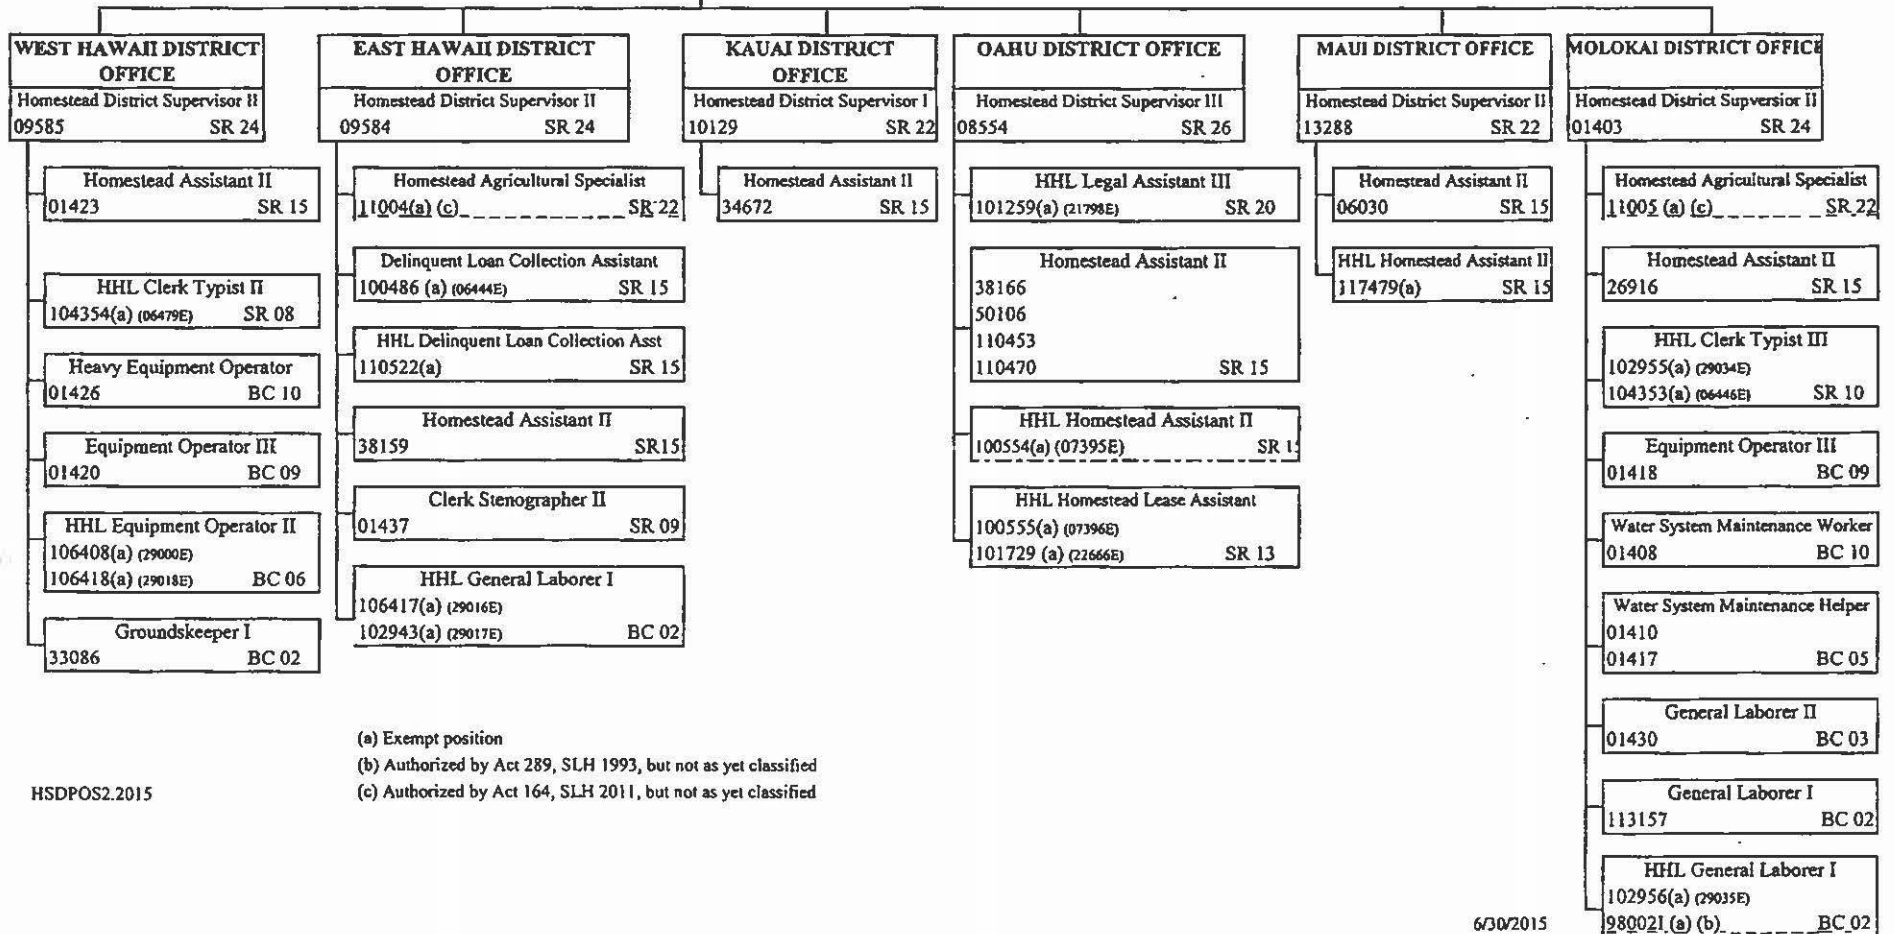 WEST HAWAII DISTRICT
OFFICE
Homestead District Supervisor II
09585 SR 24
Homestead Assistant II
01423 SR 15
HHL Clerk Typist II
104354(a) (06479E) SR 08
Heavy Equipment Operator
01426 BC 10
Equipment Operator III
01420 BC 09
HHL Equipment Operator II
106408(a) (29000E)
106418(a) (29018E) BC 06
Groundskeeper I
33086 BC 02
EAST HAWAII DISTRICT
OFFICE
Homestead District Supervisor II
09584 SR 24
Homestead Agricultural Specialist
11004(a) (c) SR 22
Delinquent Loan Collection Assistant
100486 (a) (06444E) SR 15
HHL Delinquent Loan Collection Asst
110522(a) SR 15
Homestead Assistant II
38159 SR15
Clerk Stenographer II
01437 SR 09
HHL General Laborer I
106417(a) (29016E)
102943(a) (29017E) BC 02
KAUAI DISTRICT
OFFICE
Homestead District Supervisor I
10129 SR 22
Homestead Assistant II
34672 SR 15
OAHU DISTRICT OFFICE
Homestead District Supervisor III
08554 SR 26
HHL Legal Assistant III
101259(a) (21798E) SR 20
Homestead Assistant II
38166
50106
110453
110470 SR 15
HHL Homestead Assistant II
100554(a) (07395E) SR 1
HHL Homestead Lease Assistant
100555(a) (07396E)
101729 (a) (22666E) SR 13
MAUI DISTRICT OFFICE
Homestead District Supervisor II
13288 SR 22
Homestead Assistant II
06030 SR 15
HHL Homestead Assistant II
117479(a) SR 15
MOLOKAI DISTRICT OFFICE
Homestead District Supversior II
01403 SR 24
Homestead Agricultural Specialist
11005 (a) (c) SR 22
Homestead Assistant II
26916 SR 15
HHL Clerk Typist III
102955(a) (29034E)
104353(a) (06446E) SR 10
Equipment Operator III
01418 BC 09
Water System Maintenance Worker
01408 BC 10
Water System Maintenance Helper
01410
01417 BC 05
General Laborer II
01430 BC 03
General Laborer I
113157 BC 02
HHL General Laborer I
102956(a) (29035E)
98002I (a) (b) BC 02
(a) Exempt position
(b) Authorized by Act 289, SLH 1993, but not as yet classified
(c) Authorized by Act 164, SLH 2011, but not as yet classified
HSDPOS2.2015
6/30/2015